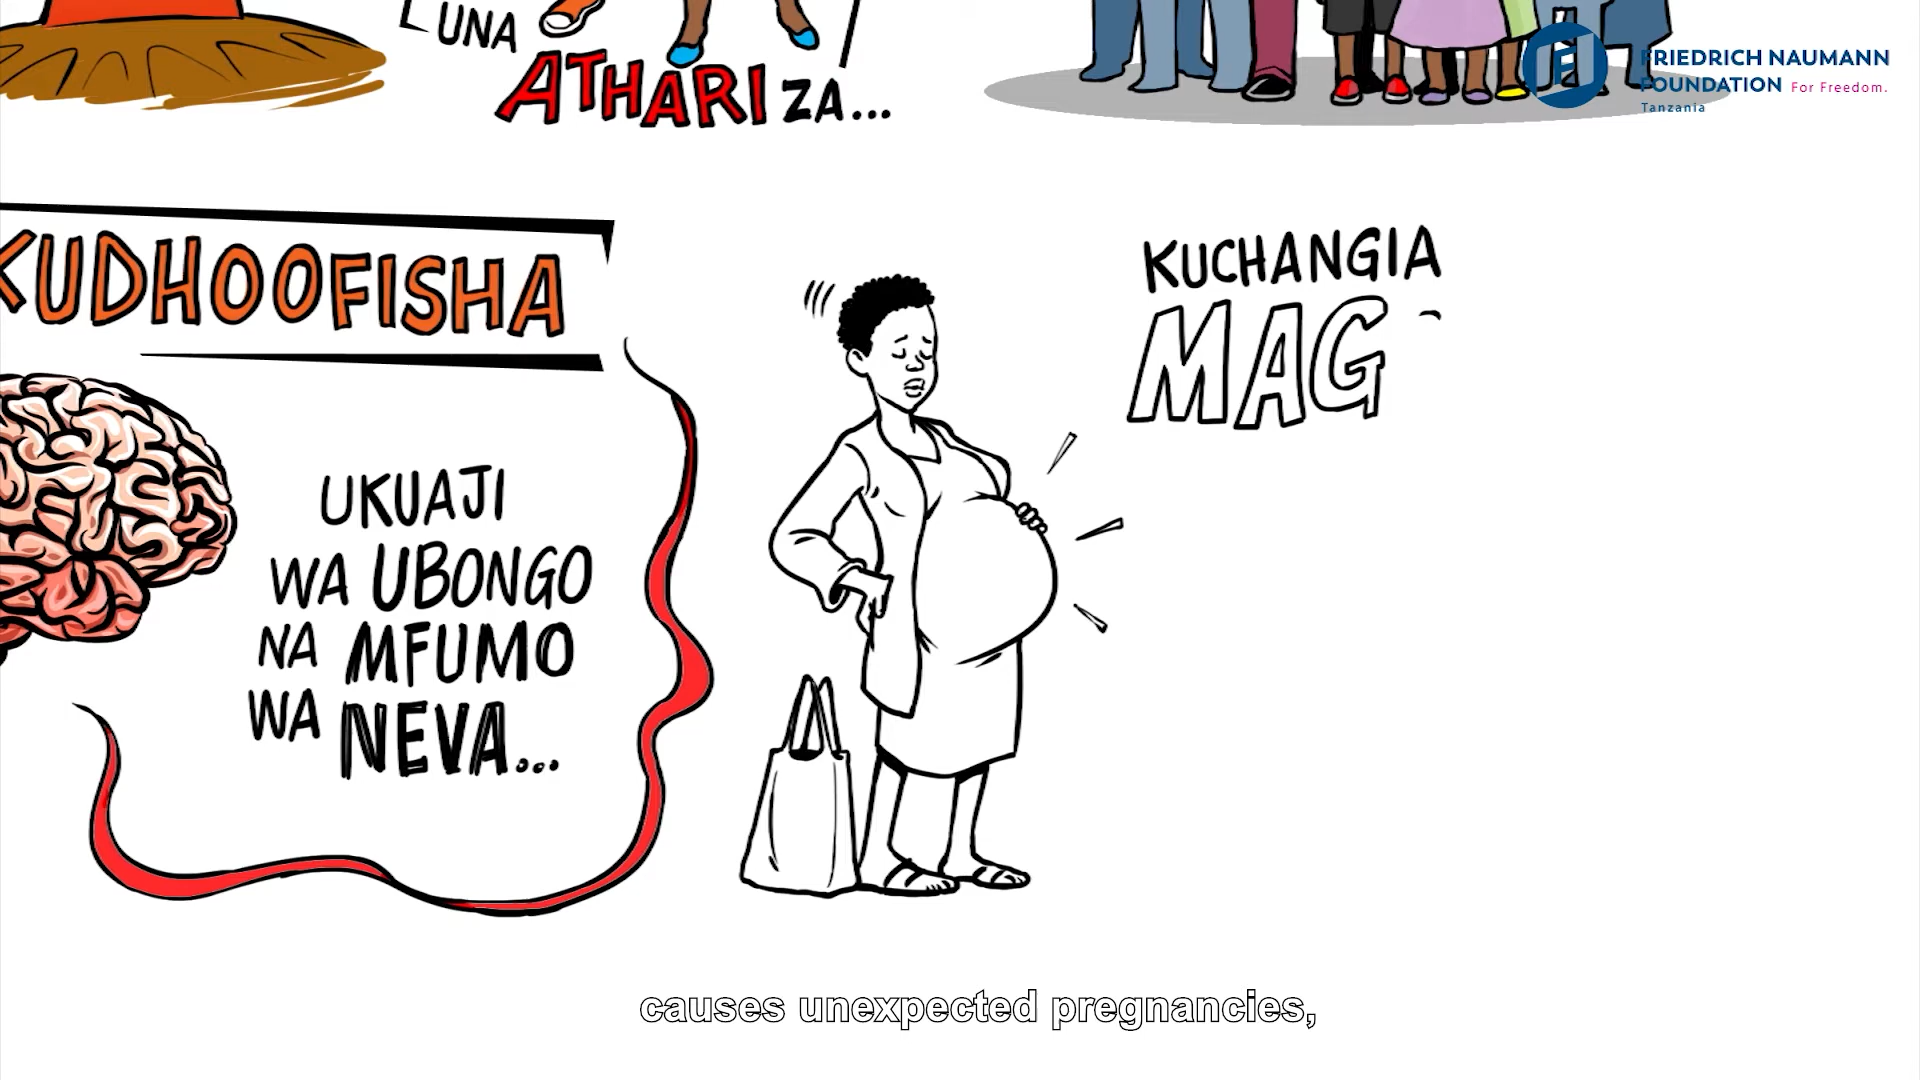 UNA
ATHARI ZA...
FRIEDRICH NAUMANN
FOUNDATION For Freedom.
Tanzania
KUDHOOFISHA
UKUAJI
WA UBONGO
NA MFUMO
WA NEVA...
KUCHANGIA
MAG
causes unexpected pregnancies,